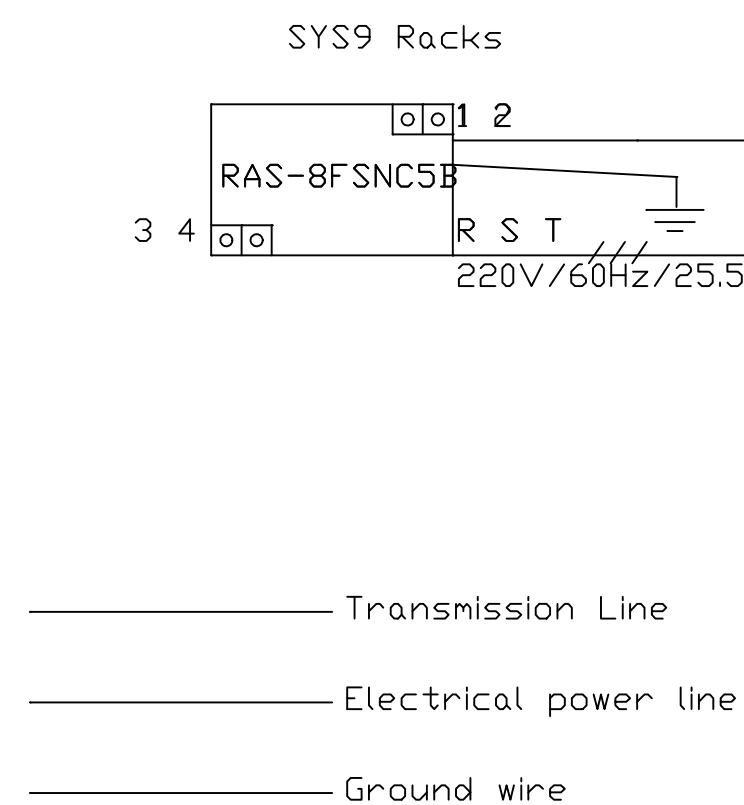 SYS9 Racks
1 2
RAS-8FSNC5B
3 4
R S T
220V/60Hz/25.5
Transmission Line
Electrical power line
Ground wire